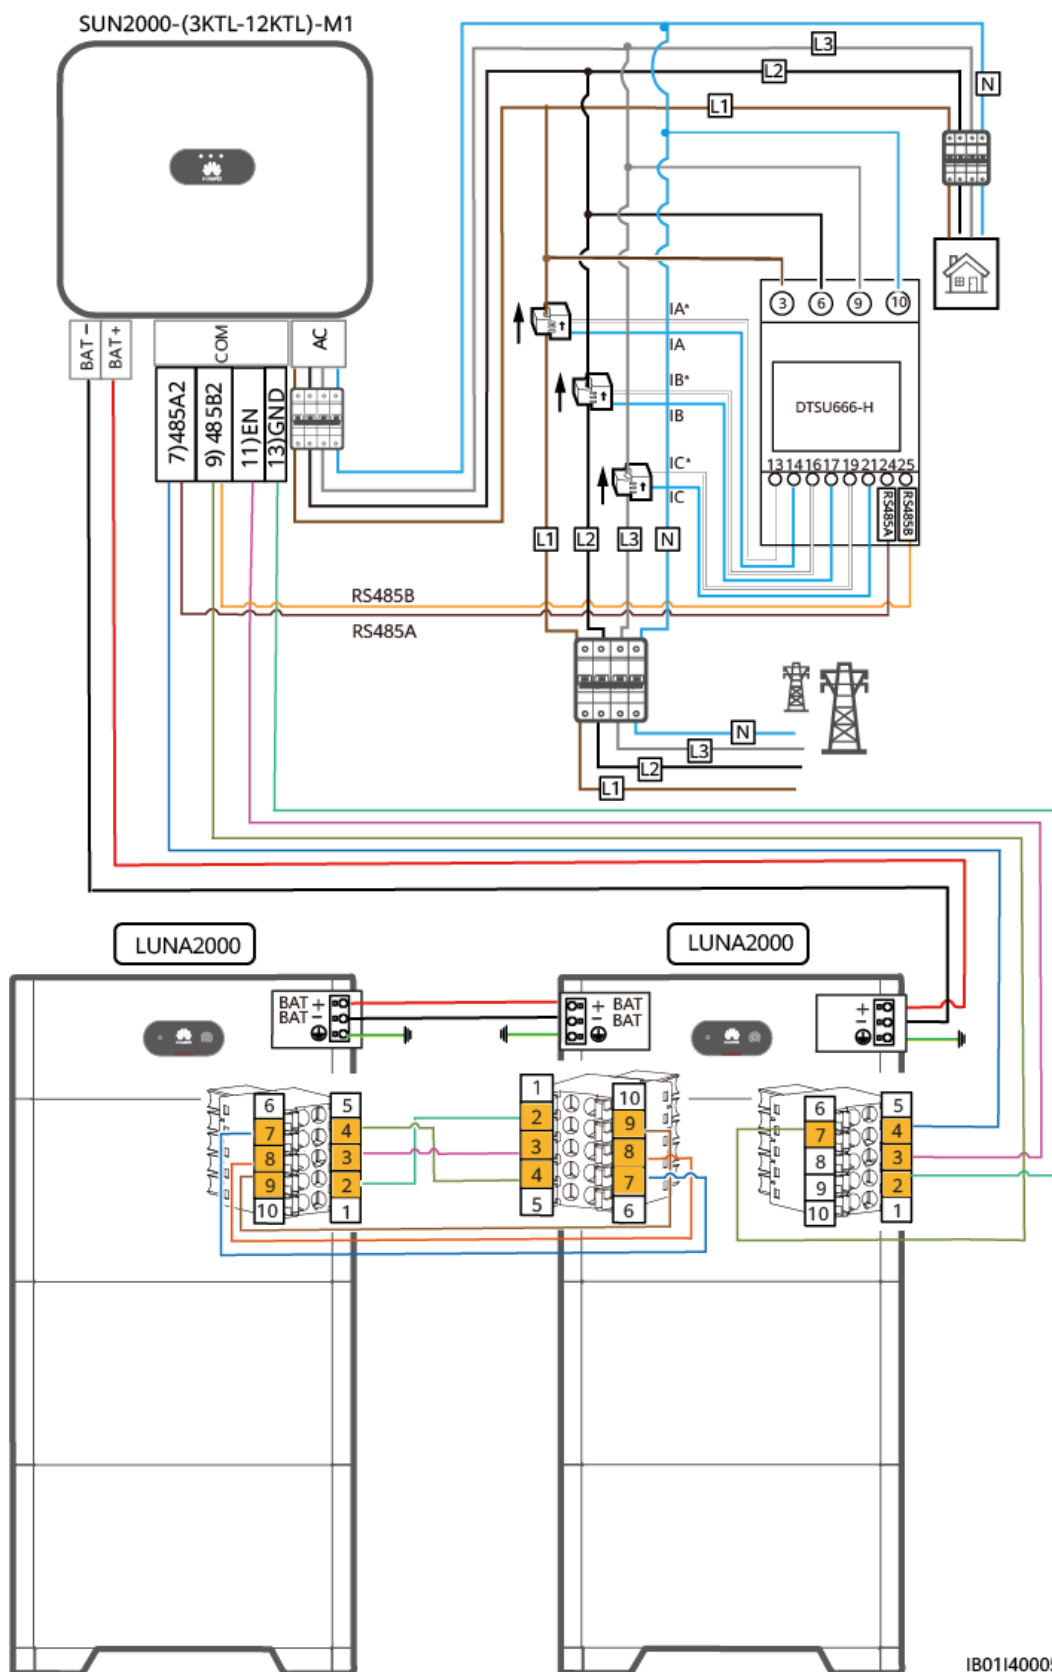 SUN2000-(3KTL-12KTL)-M1
L3
L2
N
L1
BAT −
BAT+
COM
AC
7)485A2
9) 485B2
11)EN
13)GND
3
6
9
10
IA*
IA
IB*
IB
IC*
IC
DTSU666-H
13 14 16 17 19 21 24 25
RS485A
RS485B
L1
L2
L3
N
RS485B
RS485A
N
L3
L2
L1
LUNA2000
LUNA2000
BAT +
BAT −
+ BAT
− BAT
+
−
6
7
8
9
10
5
4
3
2
1
1
2
3
4
5
10
9
8
7
6
6
7
8
9
10
5
4
3
2
1
IB01I40005